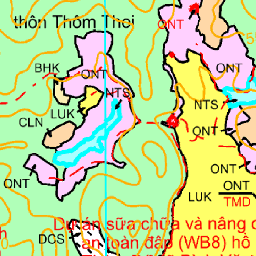 thôn Thôm Thoi
ONT
BHK
ONT
ONT
NTS
NTS
LUK
CLN
ONT
ONT
ONT
LUK
ONT
TMD
Dự án sửa chữa và nâng c
an toàn đập (WB8) hồ
DCS